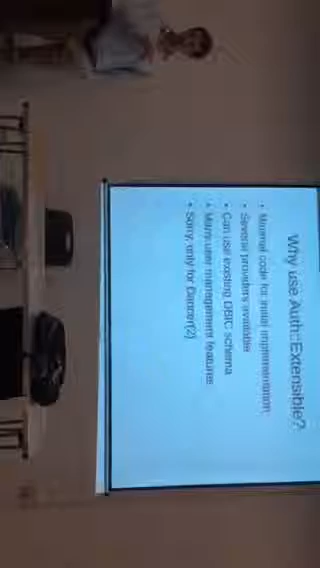 Why use Auth::Extensible?
• Minimal code for initial implementation
• Several providers available
• Can use existing DBIC schema
• Many user management features
• Sorry, only for Dancer(2)